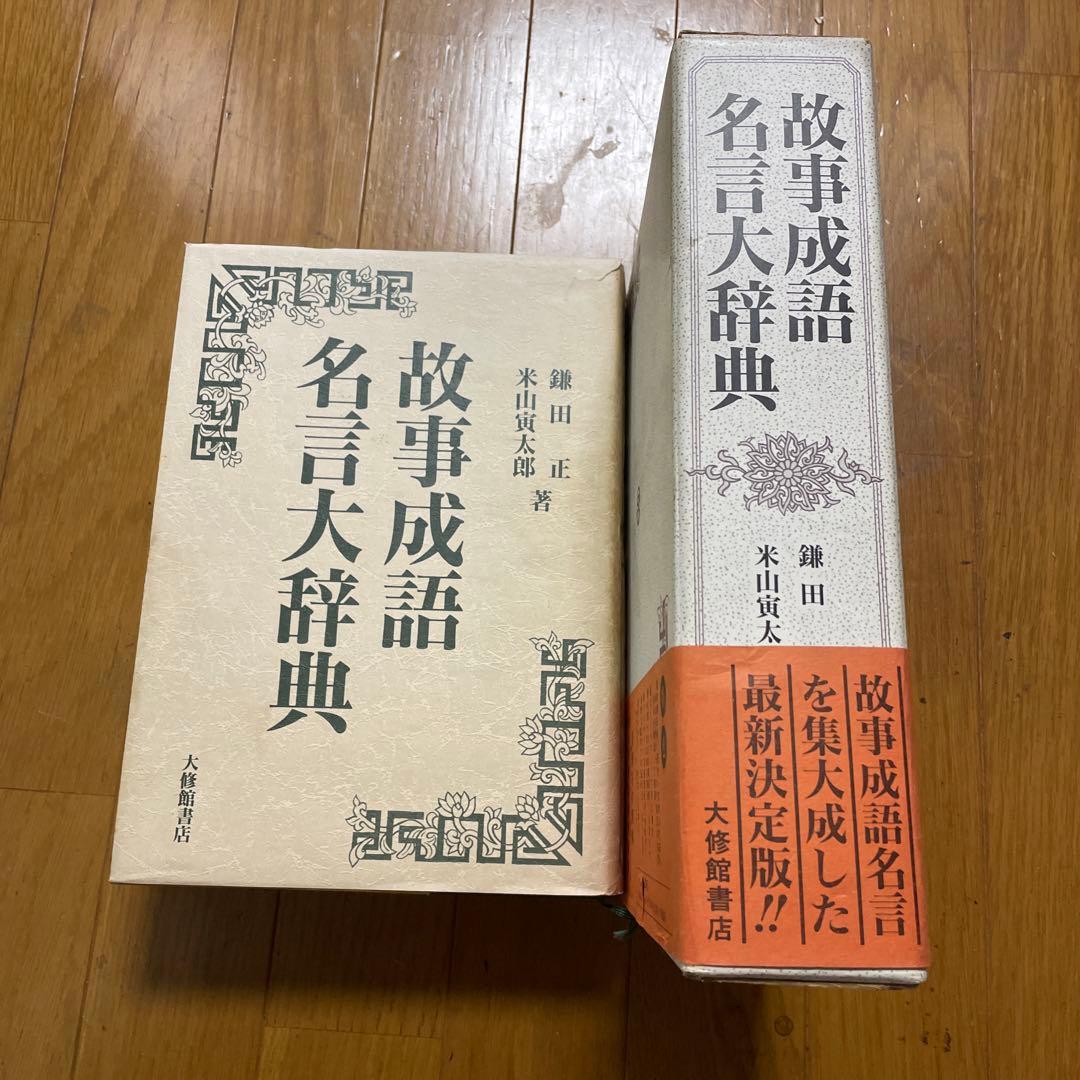 故事成語
名言大辞典
鎌田 正
米山寅太郎 著
大修館書店
故事成語
名言大辞典
鎌田
米山寅太
故事成語名言
を集大成した
最新決定版!!
大修館書店